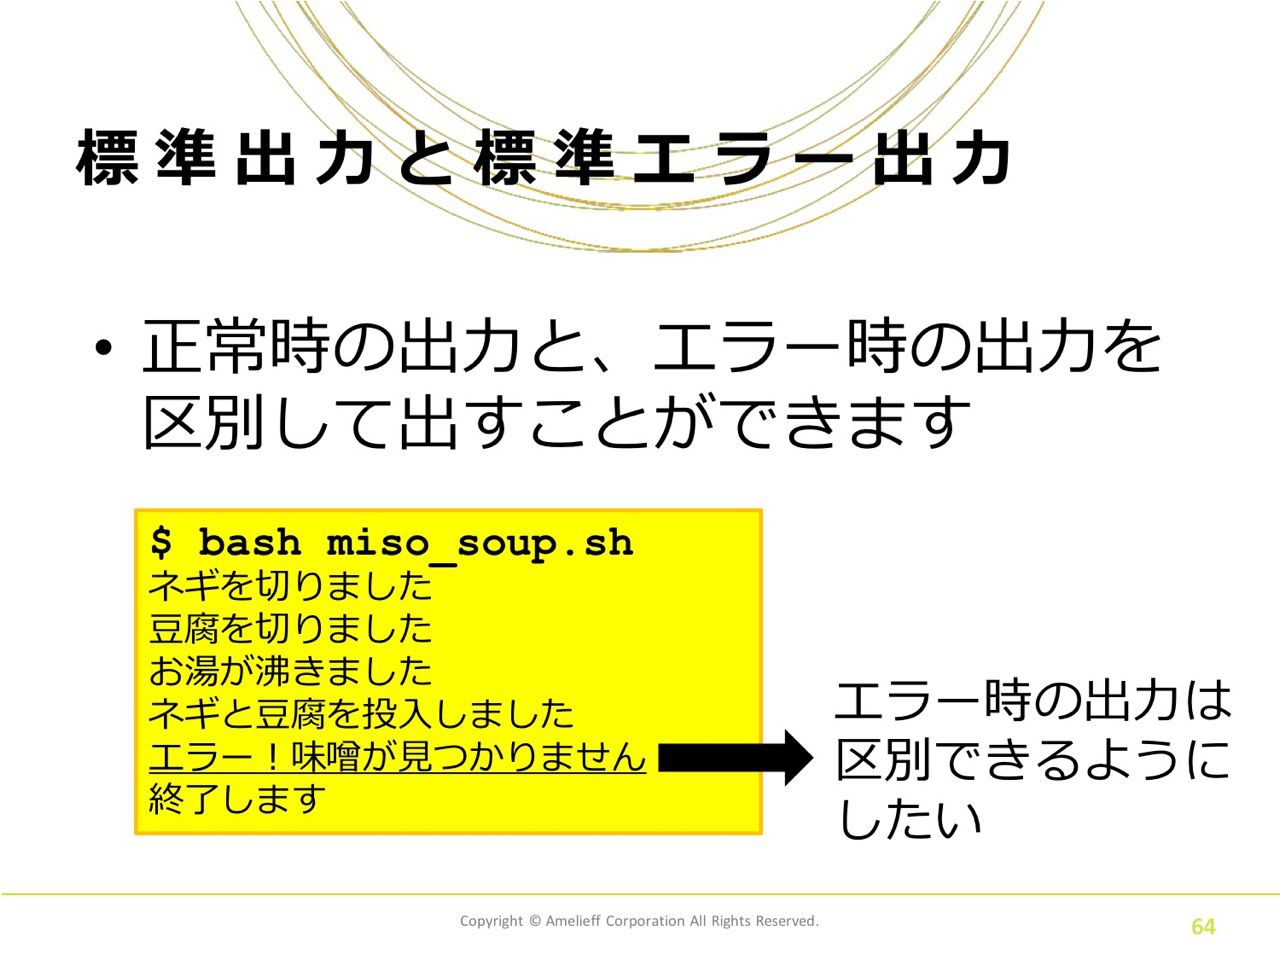 標準出力と標準エラー出力
• 正常時の出力と、エラー時の出力を
区別して出すことができます
$ bash miso_soup.sh
ネギを切りました
豆腐を切りました
お湯が沸きました
ネギと豆腐を投入しました
エラー！味噌が見つかりません
終了します
エラー時の出力は
区別できるように
したい
Copyright © Amelieff Corporation All Rights Reserved.
64